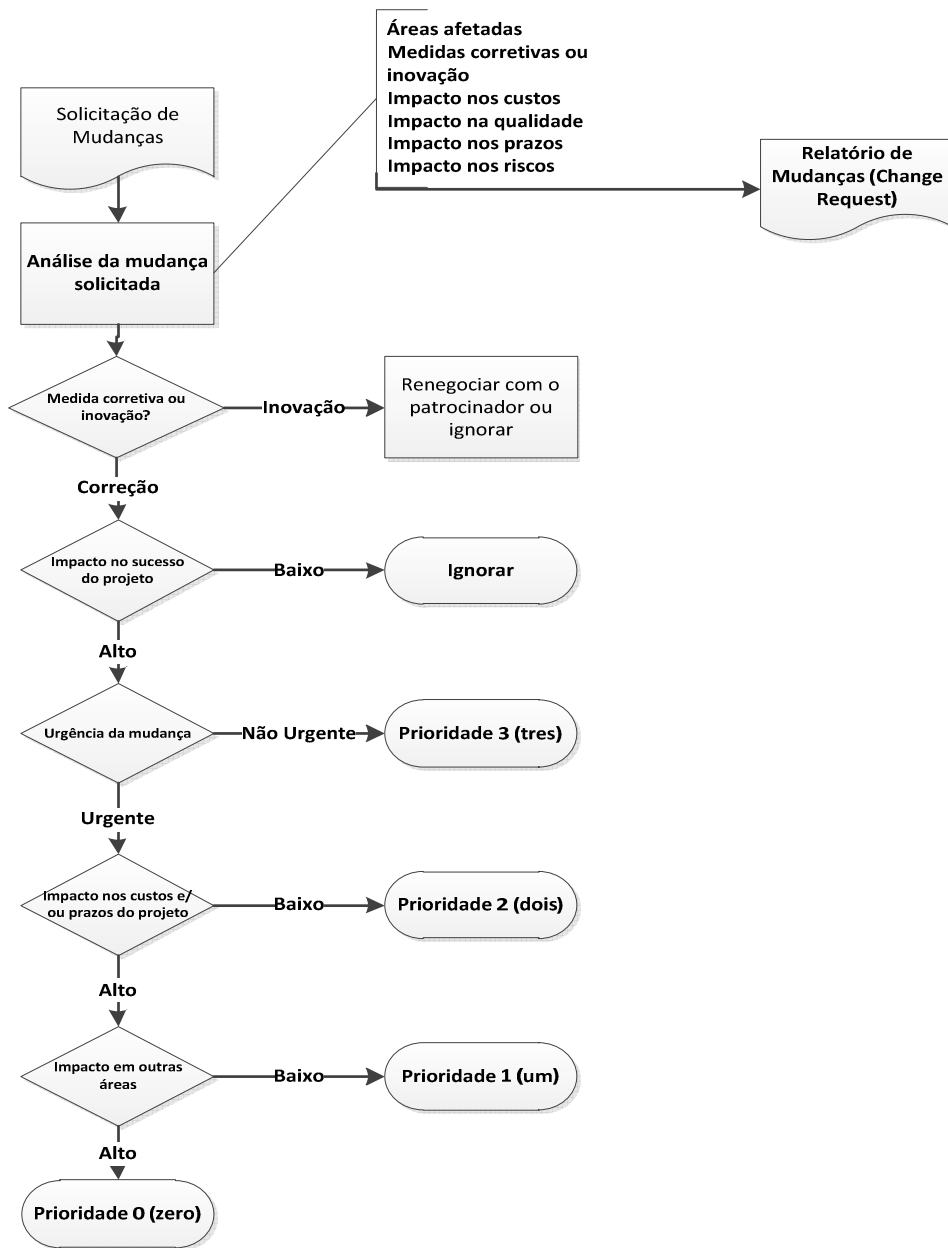 Áreas afetadas
Medidas corretivas ou
inovação
Impacto nos custos
Impacto na qualidade
Impacto nos prazos
Impacto nos riscos
Solicitação de
Mudanças
Relatório de
Mudanças (Change
Request)
Análise da mudança
solicitada
Medida corretiva ou
inovação?
Inovação
Renegociar com o
patrocinador ou
ignorar
Correção
Impacto no sucesso
do projeto
Baixo
Ignorar
Alto
Urgência da mudança
Não Urgente
Prioridade 3 (tres)
Urgente
Impacto nos custos e/
ou prazos do projeto
Baixo
Prioridade 2 (dois)
Alto
Impacto em outras
áreas
Baixo
Prioridade 1 (um)
Alto
Prioridade 0 (zero)